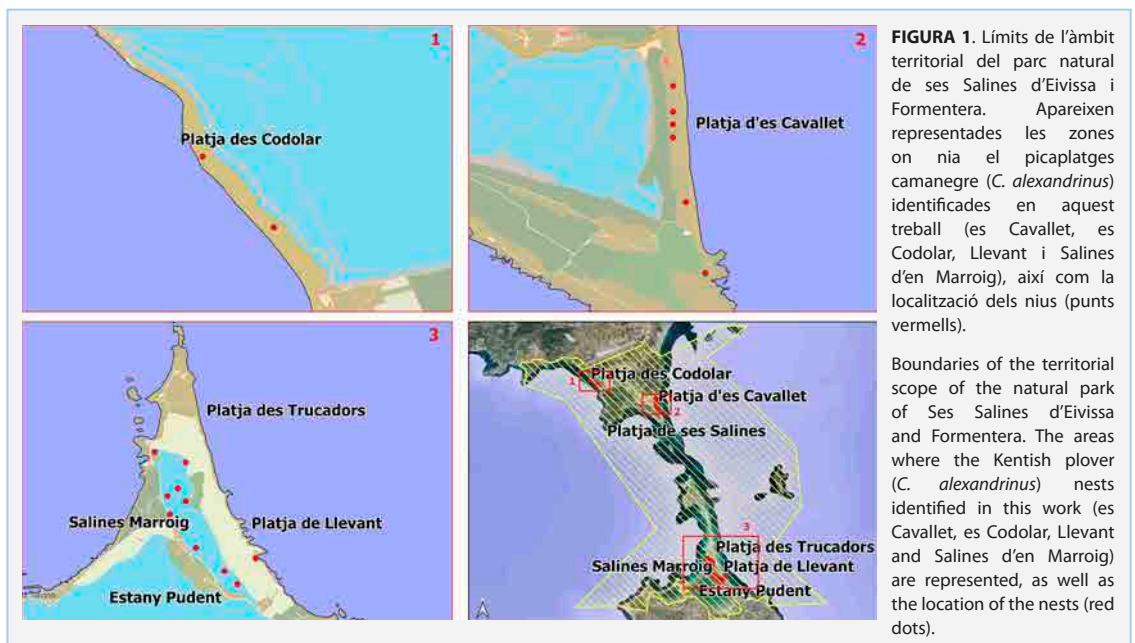 1
Platja des Codolar
2
Platja d'es Cavallet
3
Platja des Trucadors
Salines Marroig
Platja de Llevant
Estany Pudent
Platja des Codolar
1
Platja d'es Cavallet
2
Platja de ses Salines
3
Platja des Trucadors
Salines Marroig
Platja de Llevant
Estany Pudent
FIGURA 1. Límits de l'àmbit
territorial del parc natural
de ses Salines d'Eivissa i
Formentera. Apareixen
representades les zones
on nia el picaplatges
camanegre (C. alexandrinus)
identificades en aquest
treball (es Cavallet, es
Codolar, Llevant i Salines
d'en Marroig), així com la
localització dels nius (punts
vermells).
Boundaries of the territorial
scope of the natural park
of Ses Salines d'Eivissa
and Formentera. The areas
where the Kentish plover
(C. alexandrinus) nests
identified in this work (es
Cavallet, es Codolar, Llevant
and Salines d'en Marroig)
are represented, as well as
the location of the nests (red
dots).